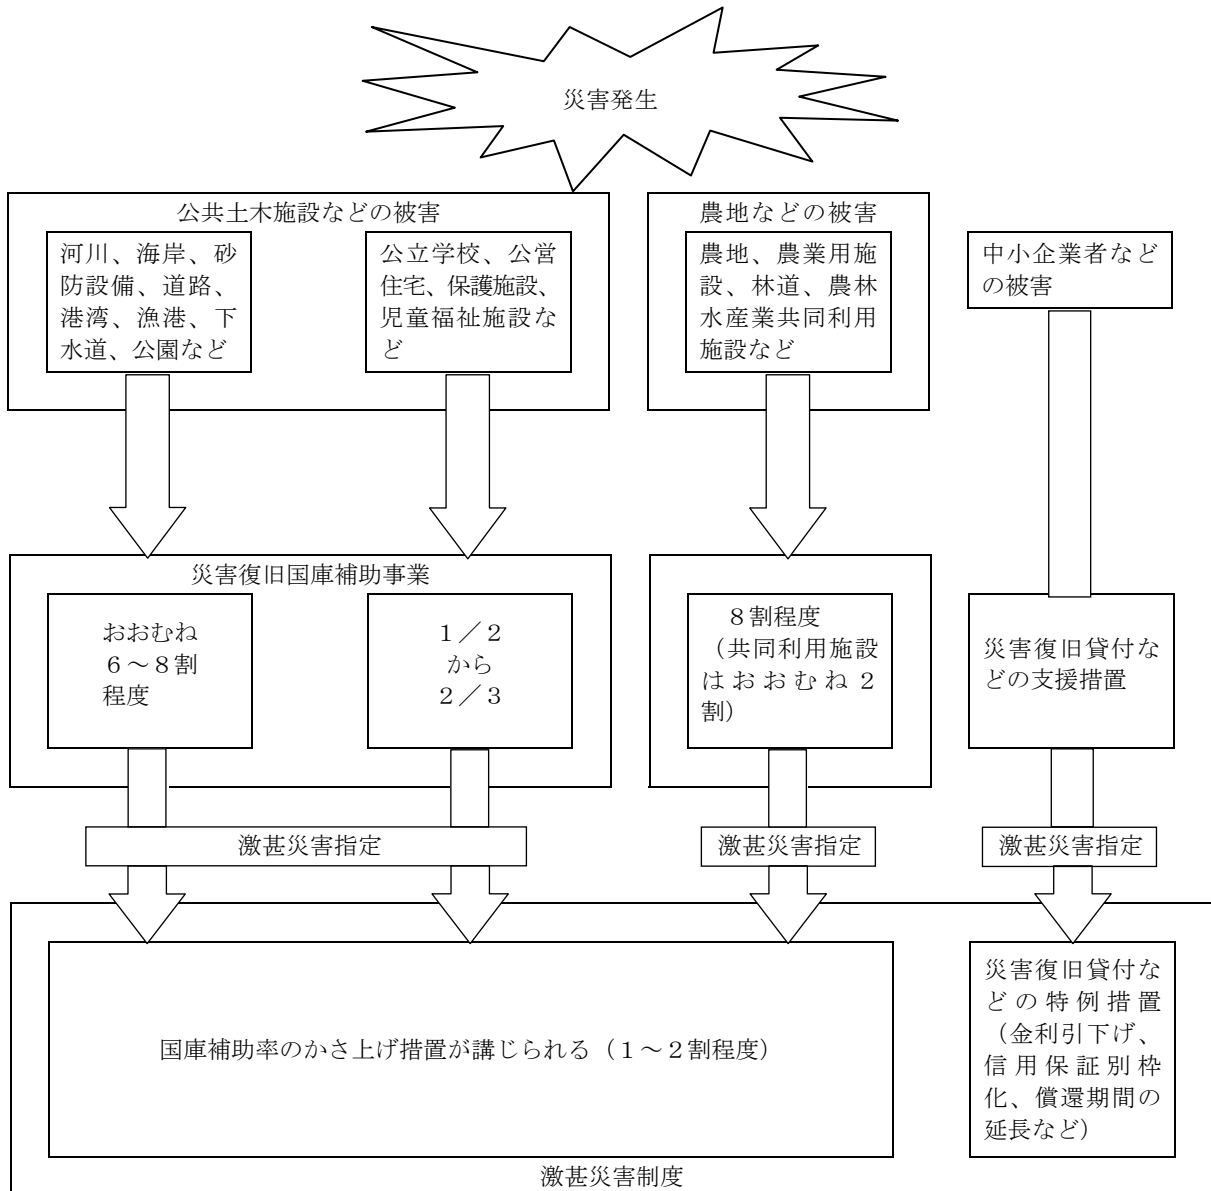 災害発生
公共土木施設などの被害
河川、海岸、砂
防設備、道路、
港湾、漁港、下
水道、公園など
公立学校、公営
住宅、保護施設、
児童福祉施設な
ど
農地などの被害
農地、農業用施
設、林道、農林
水産業共同利用
施設など
中小企業者など
の被害
災害復旧国庫補助事業
おおむね
６～８割
程度
１／２
から
２／３
８割程度
（共同利用施設
はおおむね２
割）
災害復旧貸付な
どの支援措置
激甚災害指定
激甚災害指定
激甚災害指定
国庫補助率のかさ上げ措置が講じられる（１～２割程度）
災害復旧貸付な
どの特例措置
（金利引下げ、
信用保証別枠
化、償還期間の
延長など）
激甚災害制度